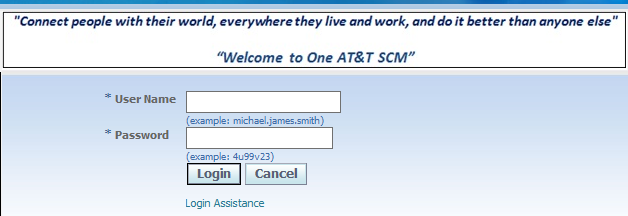 "Connect people with their world, everywhere they live and work, and do it better than anyone else"
“Welcome to One AT&T SCM”
* User Name
(example: michael.james.smith)
* Password
(example: 4u99v23)
Login Cancel
Login Assistance